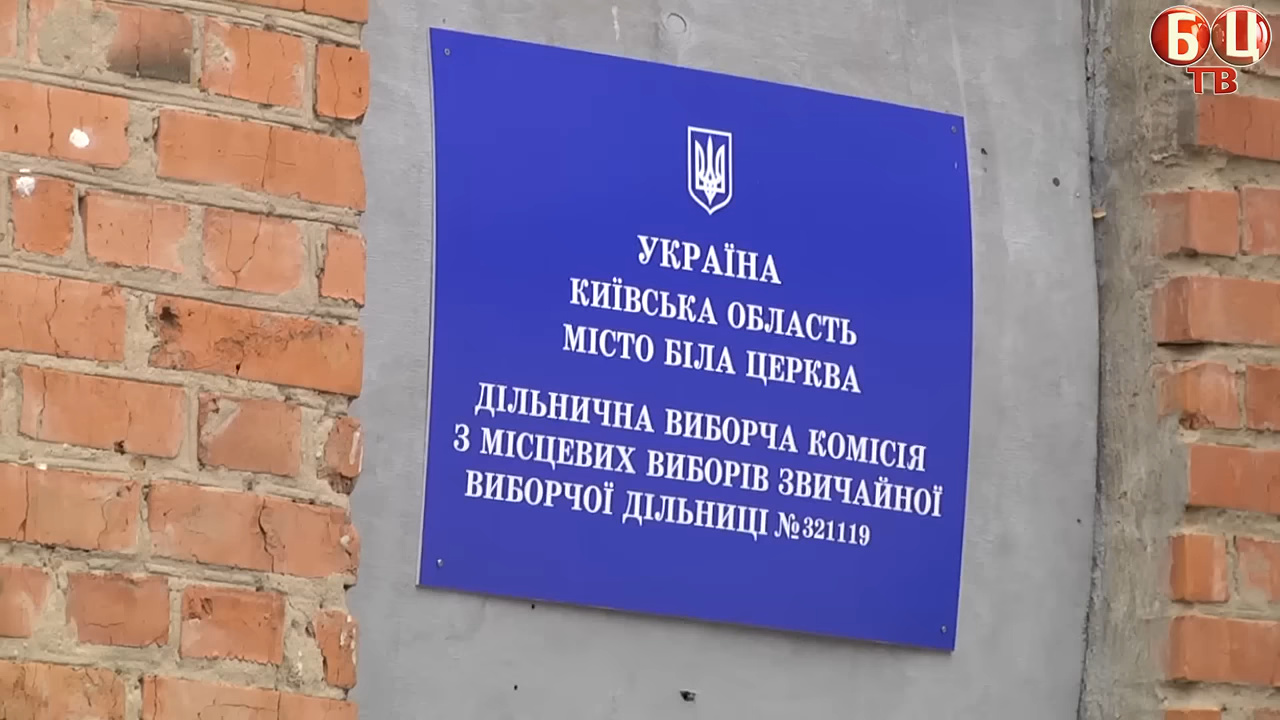 БЦ
ТВ
УКРАЇНА
КИЇВСЬКА ОБЛАСТЬ
МІСТО БІЛА ЦЕРКВА
ДІЛЬНИЧНА ВИБОРЧА КОМІСІЯ
З МІСЦЕВИХ ВИБОРІВ ЗВИЧАЙНОЇ
ВИБОРЧОЇ ДІЛЬНИЦІ №321119